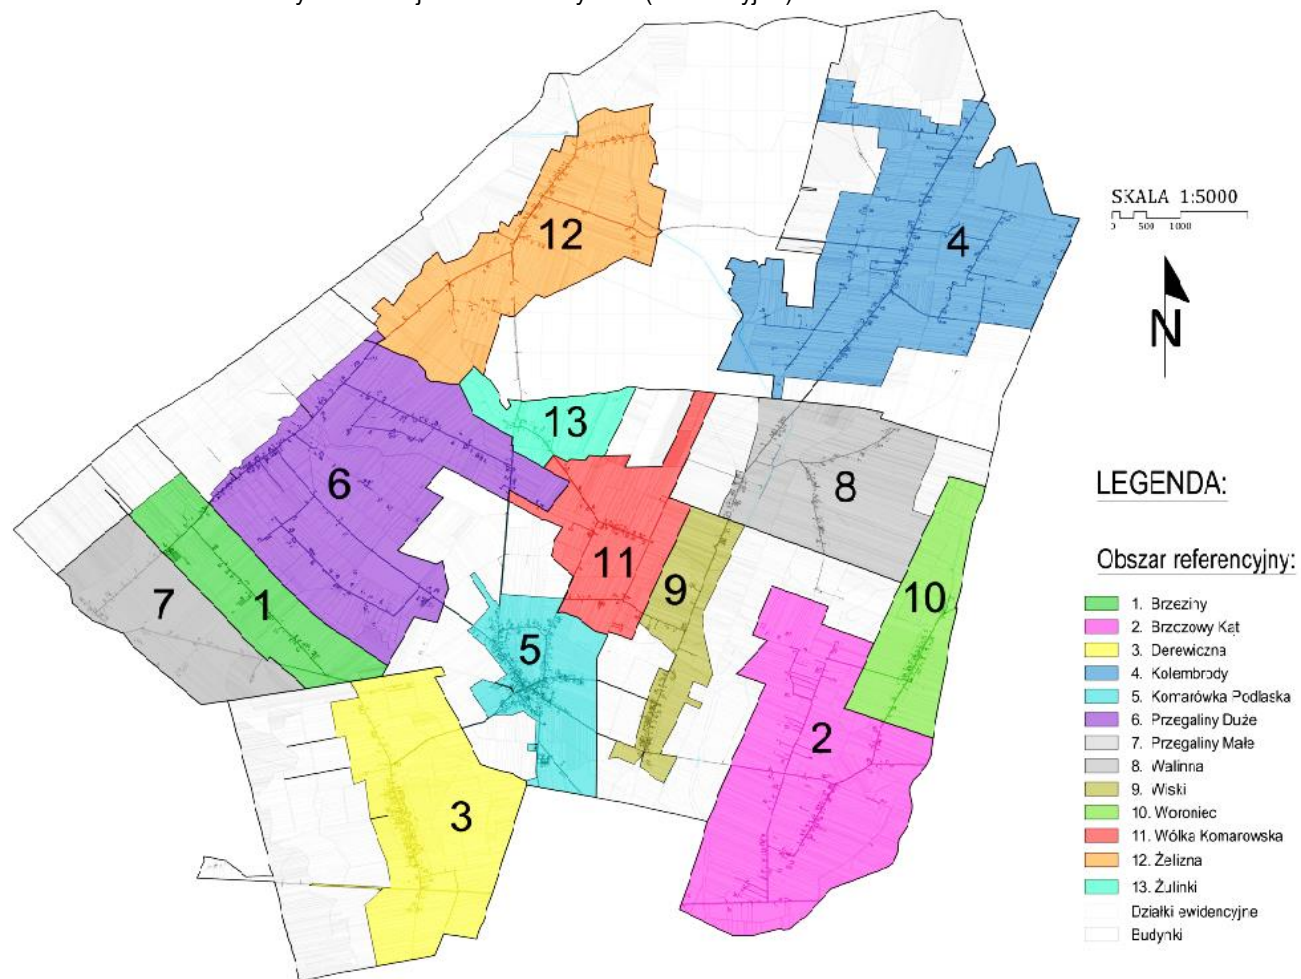 12
4
SKALA 1:5000
0 500 1000
N
13
6
8
11
7
1
9
10
5
2
3
LEGENDA:
Obszar referencyjny:
1. Brzeziny
2. Brzczowy Kąt
3. Derewiczna
4. Kolembrody
5. Komarówka Podlaska
6. Przegaliny Duże
7. Przegaliny Małe
8. Walinna
9. Wiski
10. Woroniec
11. Wólka Komarowska
12. Żelizna
13. Żulinki
Działki ewidencyjne
Budynki